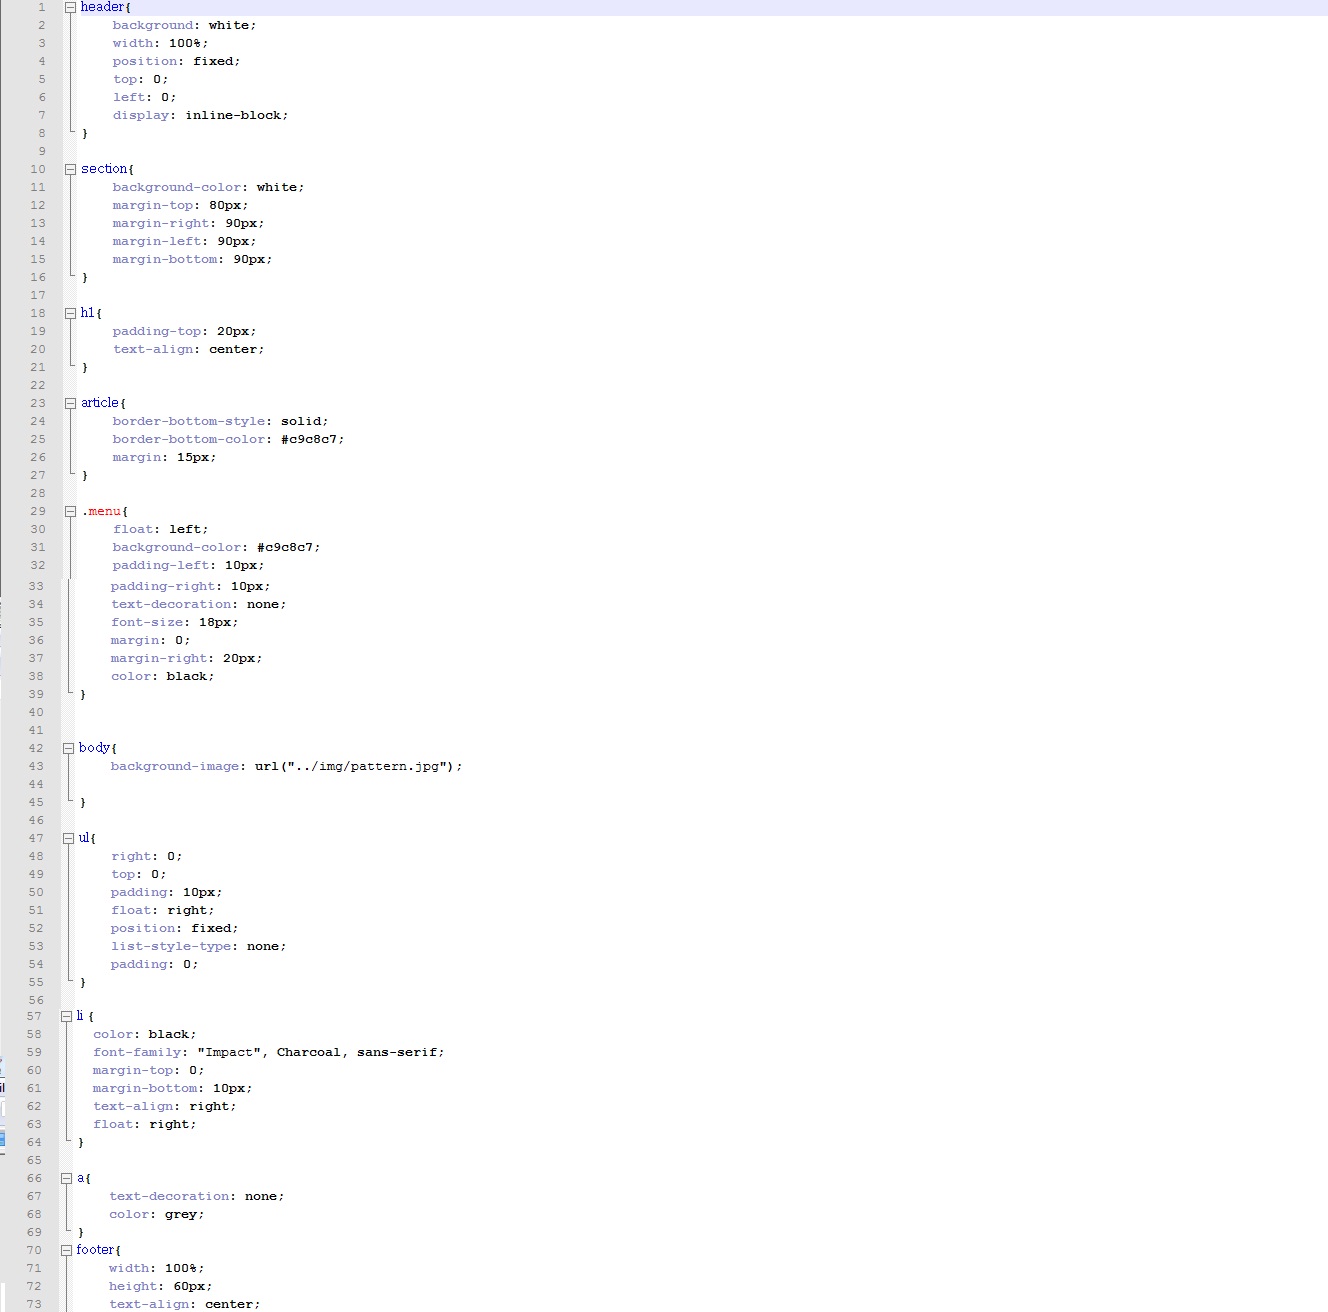 1 header{
2 background: white;
3 width: 100%;
4 position: fixed;
5 top: 0;
6 left: 0;
7 display: inline-block;
8 }
9
10 section{
11 background-color: white;
12 margin-top: 80px;
13 margin-right: 90px;
14 margin-left: 90px;
15 margin-bottom: 90px;
16 }
17
18 h1{
19 padding-top: 20px;
20 text-align: center;
21 }
22
23 article{
24 border-bottom-style: solid;
25 border-bottom-color: #c9c8c7;
26 margin: 15px;
27 }
28
29 .menu{
30 float: left;
31 background-color: #c9c8c7;
32 padding-left: 10px;
33 padding-right: 10px;
34 text-decoration: none;
35 font-size: 18px;
36 margin: 0;
37 margin-right: 20px;
38 color: black;
39 }
40
41
42 body{
43 background-image: url("../img/pattern.jpg");
44
45 }
46
47 ul{
48 right: 0;
49 top: 0;
50 padding: 10px;
51 float: right;
52 position: fixed;
53 list-style-type: none;
54 padding: 0;
55 }
56
57 li {
58 color: black;
59 font-family: "Impact", Charcoal, sans-serif;
60 margin-top: 0;
61 margin-bottom: 10px;
62 text-align: right;
63 float: right;
64 }
65
66 a{
67 text-decoration: none;
68 color: grey;
69 }
70 footer{
71 width: 100%;
72 height: 60px;
73 text-align: center;